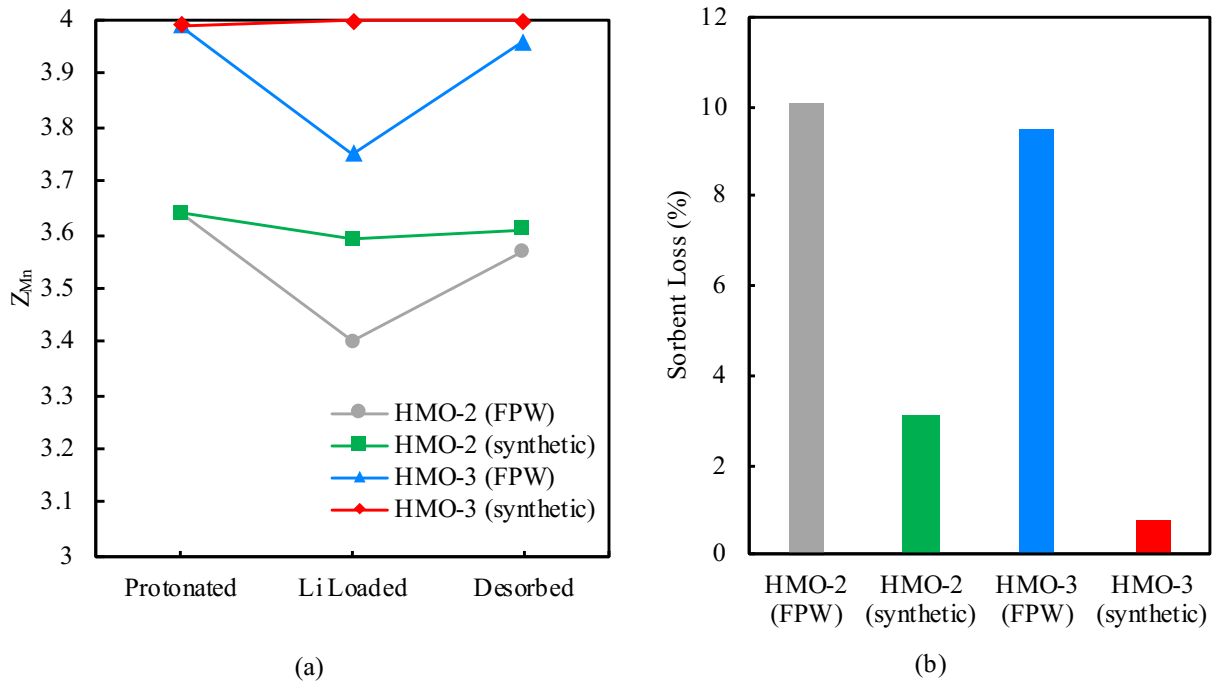 4
3.9
3.8
3.7
3.6
3.5
3.4
3.3
3.2
3.1
3
Z_Mn
HMO-2 (FPW)
HMO-2 (synthetic)
HMO-3 (FPW)
HMO-3 (synthetic)
Protonated Li Loaded Desorbed
(a)
12
10
8
6
4
2
0
Sorbent Loss (%)
HMO-2 HMO-2 HMO-3 HMO-3
(FPW) (synthetic) (FPW) (synthetic)
(b)